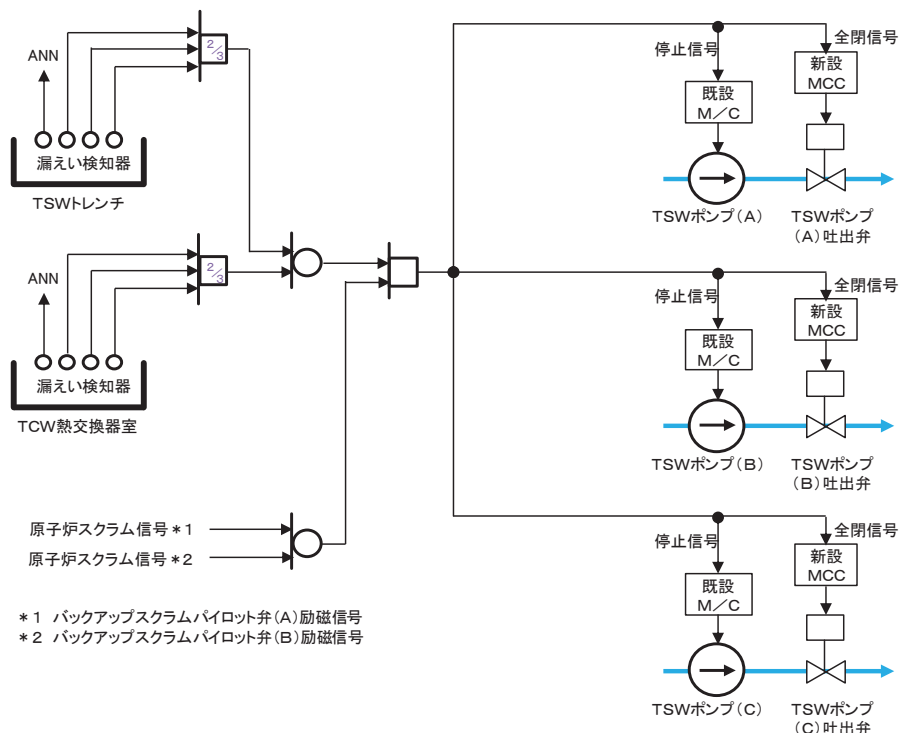 ANN
2/3
漏えい検知器
TSWトレンチ
ANN
2/3
漏えい検知器
TCW熱交換器室
原子炉スクラム信号*1
原子炉スクラム信号*2
*1 バックアップスクラムパイロット弁(A)励磁信号
*2 バックアップスクラムパイロット弁(B)励磁信号
停止信号
全閉信号
既設
M/C
新設
MCC
TSWポンプ(A)
TSWポンプ
(A)吐出弁
停止信号
全閉信号
既設
M/C
新設
MCC
TSWポンプ(B)
TSWポンプ
(B)吐出弁
停止信号
全閉信号
既設
M/C
新設
MCC
TSWポンプ(C)
TSWポンプ
(C)吐出弁